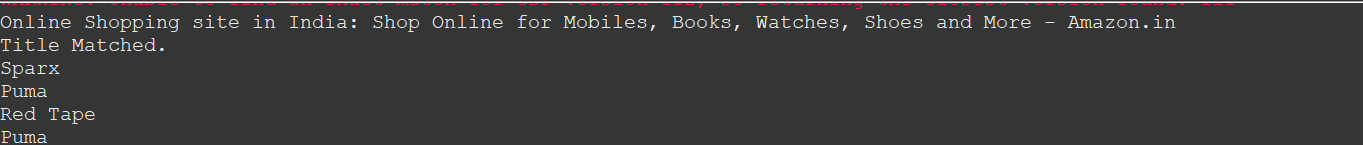 Online Shopping site in India: Shop Online for Mobiles, Books, Watches, Shoes and More - Amazon.in
Title Matched.
Sparx
Puma
Red Tape
Puma